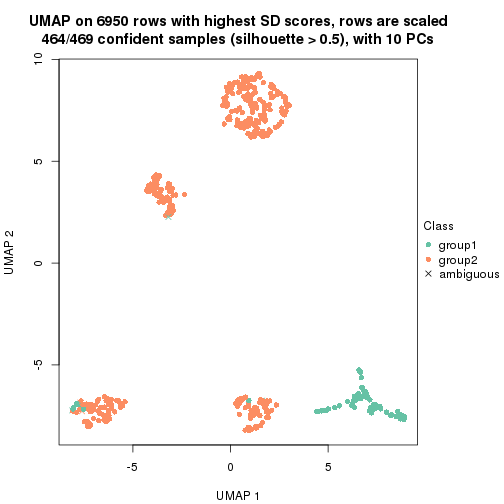 UMAP on 6950 rows with highest SD scores, rows are scaled
464/469 confident samples (silhouette > 0.5), with 10 PCs
10
5
0
-5
UMAP 2
-5
0
5
UMAP 1
Class
group1
group2
ambiguous